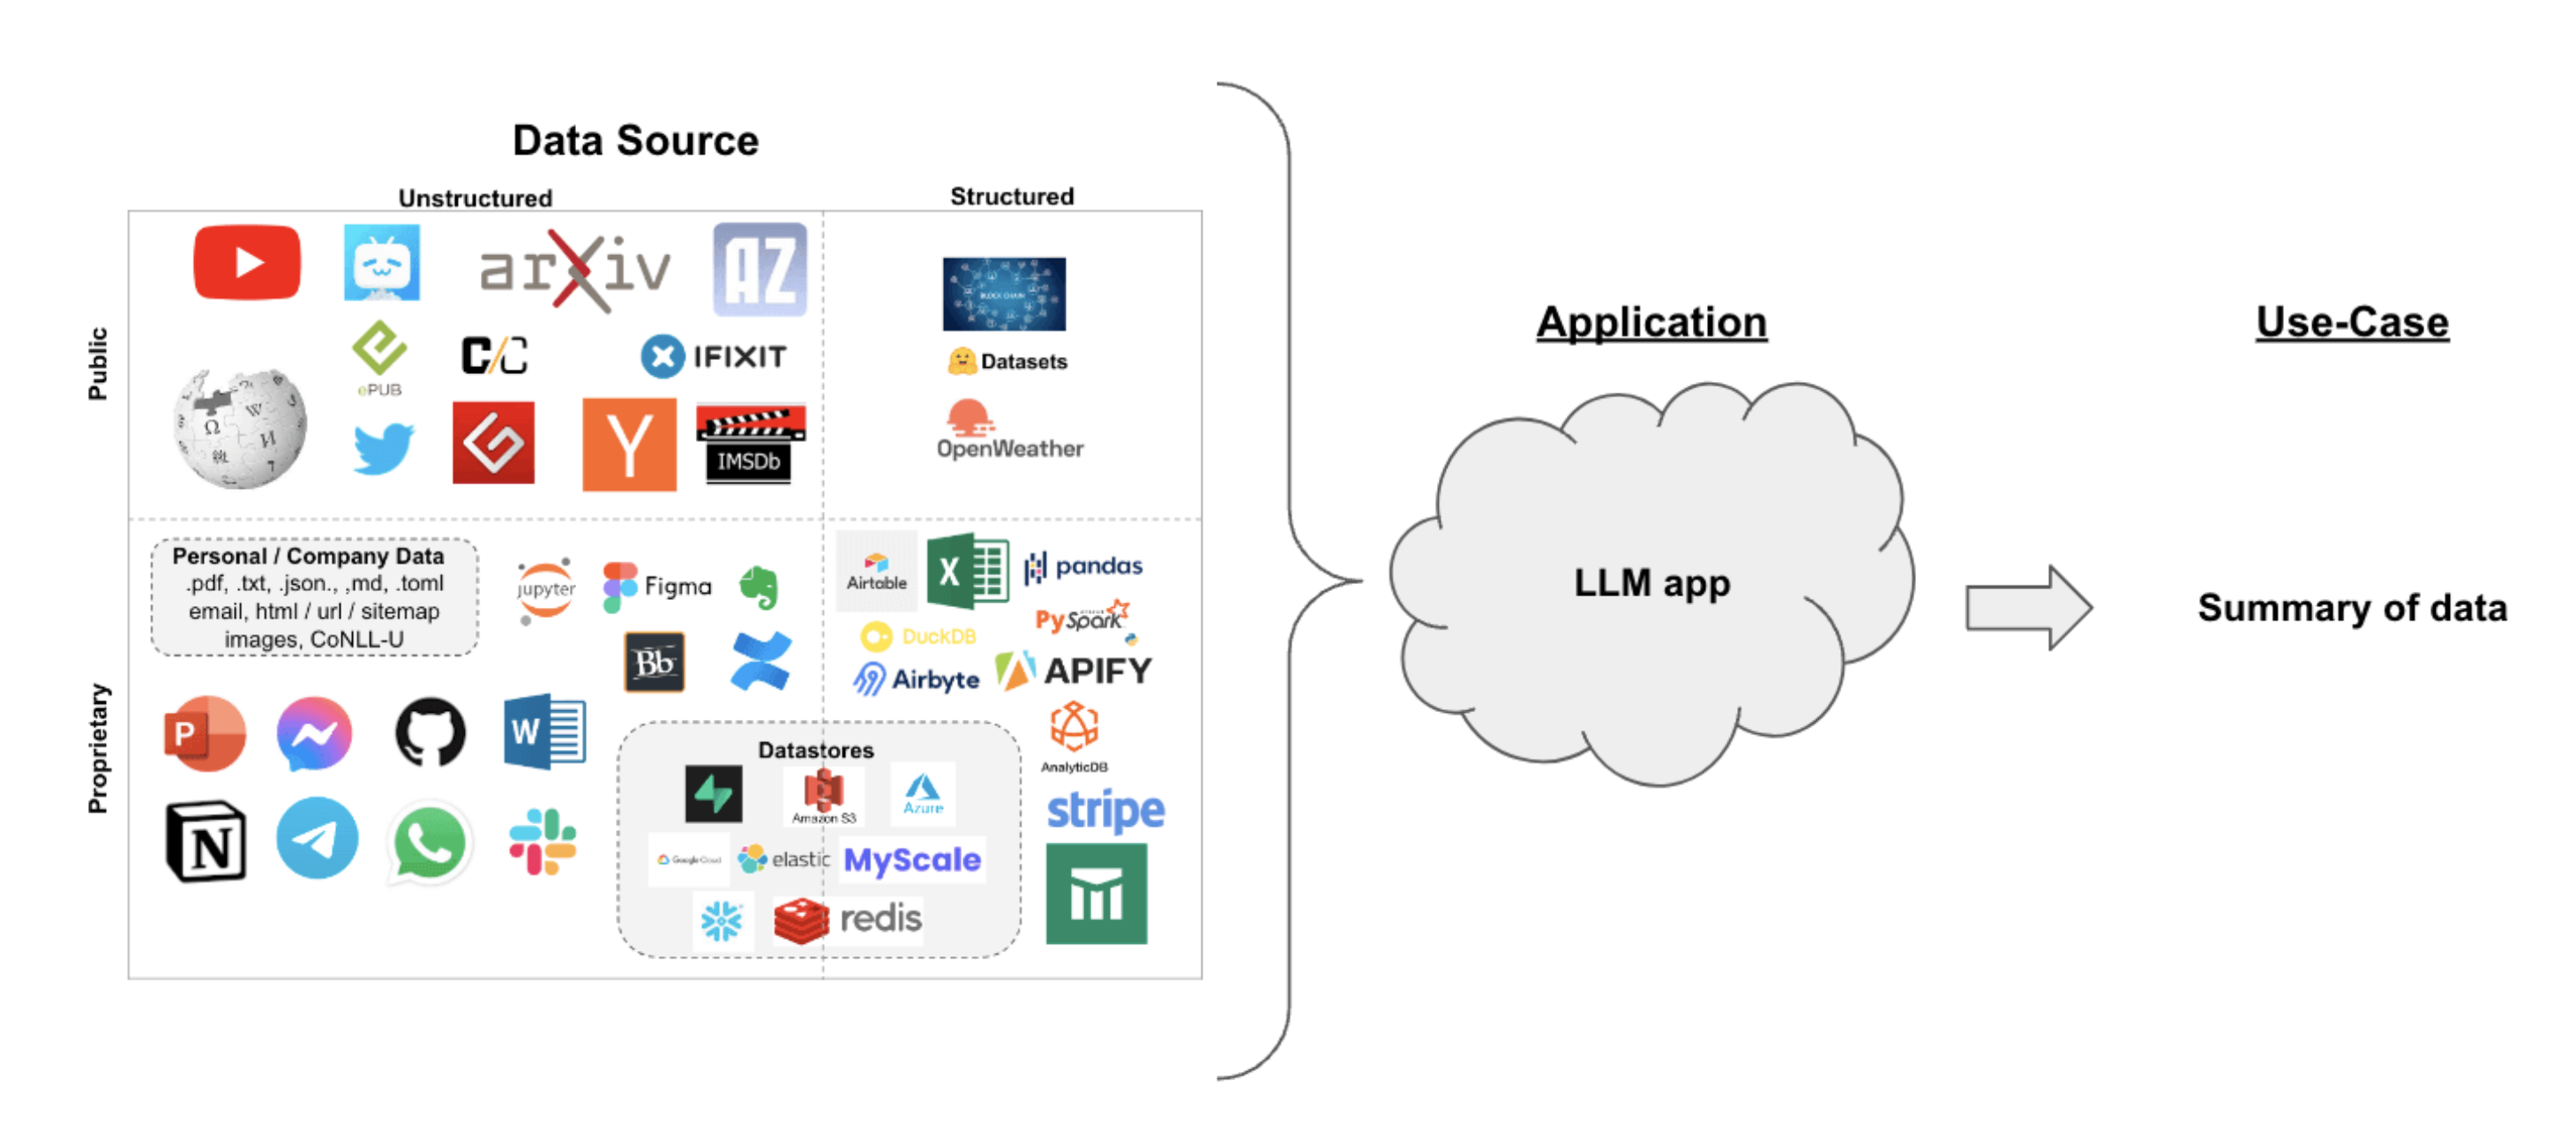 Data Source
Unstructured
Structured
Public
arXiv
AZ
BLOCK CHAIN
ePUB
C/C
IFIXIT
Datasets
W
Ω
И
IMSDb
OpenWeather
Proprietary
Personal / Company Data
.pdf, .txt, .json., ,md, .toml
email, html / url / sitemap
images, CoNLL-U
jupyter
Figma
Bb
Airtable
X
pandas
PySpark
DuckDB
Airbyte
APIFY
P
W
N
Datastores
Amazon S3
Azure
Google Cloud
elastic
MyScale
redis
AnalyticDB
stripe
Application
LLM app
Use-Case
Summary of data